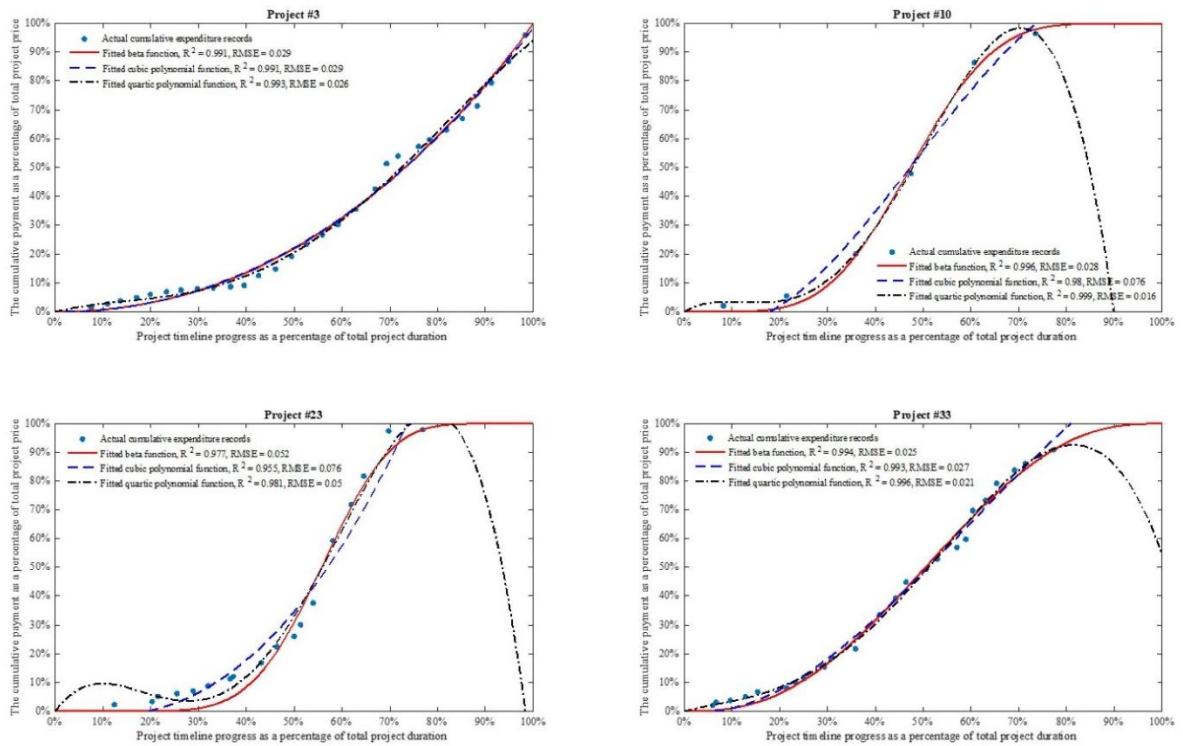 Project #3
The cumulative payment as a percentage of total project price
100%
90%
80%
70%
60%
50%
40%
30%
20%
10%
0%
Actual cumulative expenditure records
Fitted beta function, R 2 = 0.991, RMSE = 0.029
Fitted cubic polynomial function, R 2 = 0.991, RMSE = 0.029
Fitted quartic polynomial function, R 2 = 0.993, RMSE = 0.026
0% 10% 20% 30% 40% 50% 60% 70% 80% 90% 100%
Project timeline progress as a percentage of total project duration
Project #10
The cumulative payment as a percentage of total project price
100%
90%
80%
70%
60%
50%
40%
30%
20%
10%
0%
Actual cumulative expenditure records
Fitted beta function, R 2 = 0.996, RMSE = 0.028
Fitted cubic polynomial function, R 2 = 0.98, RMSE = 0.076
Fitted quartic polynomial function, R 2 = 0.999, RMSE = 0.016
0% 10% 20% 30% 40% 50% 60% 70% 80% 90% 100%
Project timeline progress as a percentage of total project duration
Project #23
The cumulative payment as a percentage of total project price
100%
90%
80%
70%
60%
50%
40%
30%
20%
10%
0%
Actual cumulative expenditure records
Fitted beta function, R 2 = 0.977, RMSE = 0.052
Fitted cubic polynomial function, R 2 = 0.955, RMSE = 0.076
Fitted quartic polynomial function, R 2 = 0.981, RMSE = 0.05
0% 10% 20% 30% 40% 50% 60% 70% 80% 90% 100%
Project timeline progress as a percentage of total project duration
Project #33
The cumulative payment as a percentage of total project price
100%
90%
80%
70%
60%
50%
40%
30%
20%
10%
0%
Actual cumulative expenditure records
Fitted beta function, R 2 = 0.994, RMSE = 0.025
Fitted cubic polynomial function, R 2 = 0.993, RMSE = 0.027
Fitted quartic polynomial function, R 2 = 0.996, RMSE = 0.021
0% 10% 20% 30% 40% 50% 60% 70% 80% 90% 100%
Project timeline progress as a percentage of total project duration